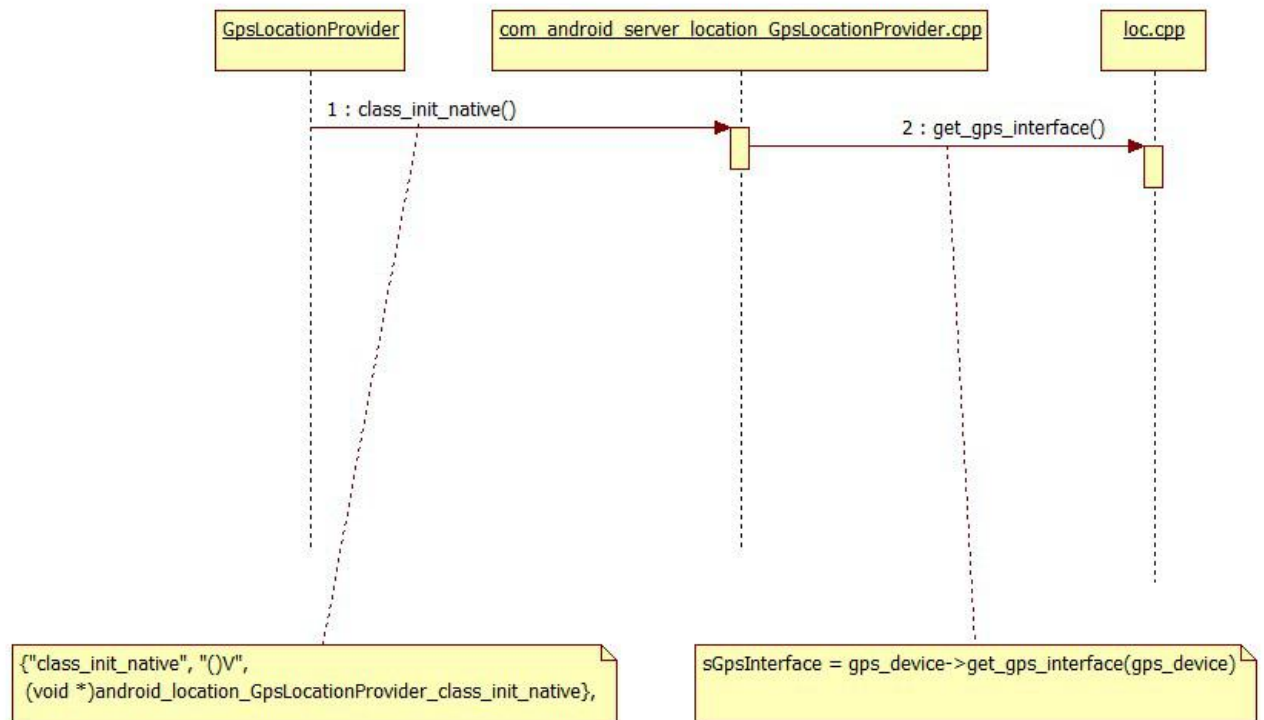 GpsLocationProvider
com_android_server_location_GpsLocationProvider.cpp
loc.cpp
1 : class_init_native()
2 : get_gps_interface()
{"class_init_native", "()V",
(void *)android_location_GpsLocationProvider_class_init_native},
sGpsInterface = gps_device->get_gps_interface(gps_device)